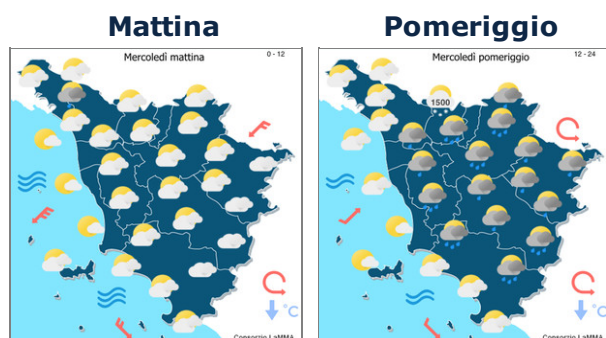 Mattina
Pomeriggio
Mercoledì mattina
0 - 12
Mercoledì pomeriggio
12 - 24
1500
°C
°C
Consorzio LaMMA
Consorzio LaMMA